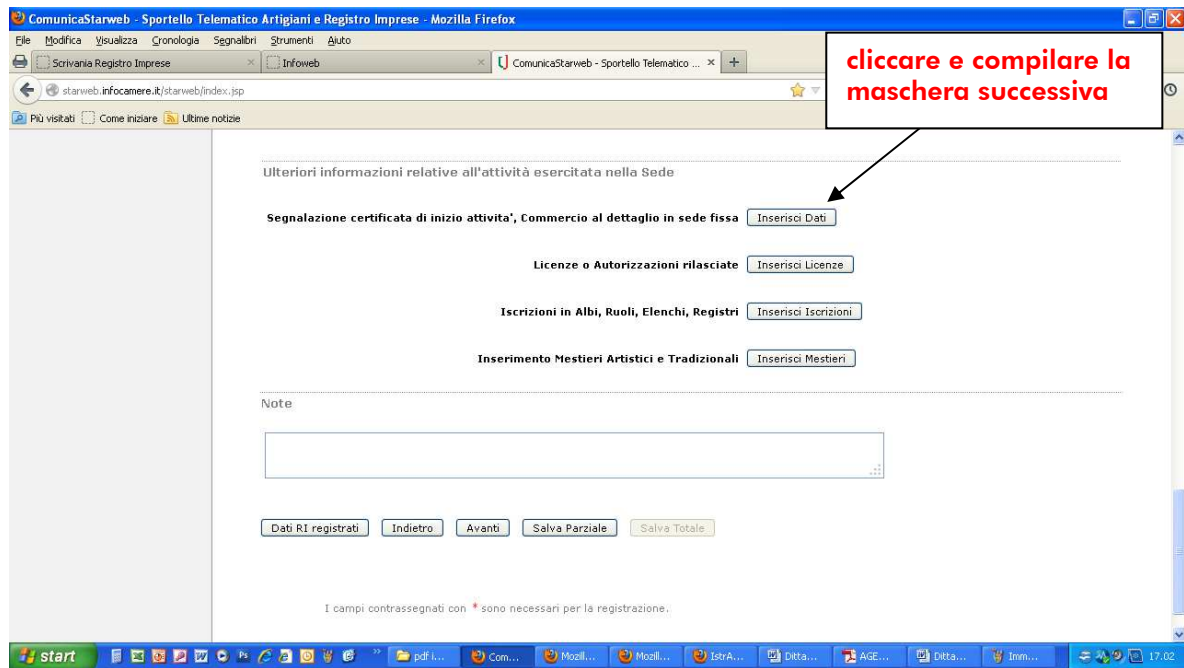 ComunicaStarweb - Sportello Telematico Artigiani e Registro Imprese - Mozilla Firefox
File Modifica Visualizza Cronologia Segnalibri Strumenti Aiuto
Scrivania Registro Imprese × Infoweb × ComunicaStarweb - Sportello Telematico ... × +
cliccare e compilare la
maschera successiva
starweb.infocamere.it/starweb/index.jsp
Più visitati Come iniziare Ultime notizie
Ulteriori informazioni relative all'attività esercitata nella Sede
Segnalazione certificata di inizio attivita', Commercio al dettaglio in sede fissa Inserisci Dati
Licenze o Autorizzazioni rilasciate Inserisci Licenze
Iscrizioni in Albi, Ruoli, Elenchi, Registri Inserisci Iscrizioni
Inserimento Mestieri Artistici e Tradizionali Inserisci Mestieri
Note
Dati RI registrati Indietro Avanti Salva Parziale Salva Totale
I campi contrassegnati con * sono necessari per la registrazione.
start pdf i... Com... Mozill... Mozill... IstrA... Ditta... AGE... Ditta... Imm... 17.02